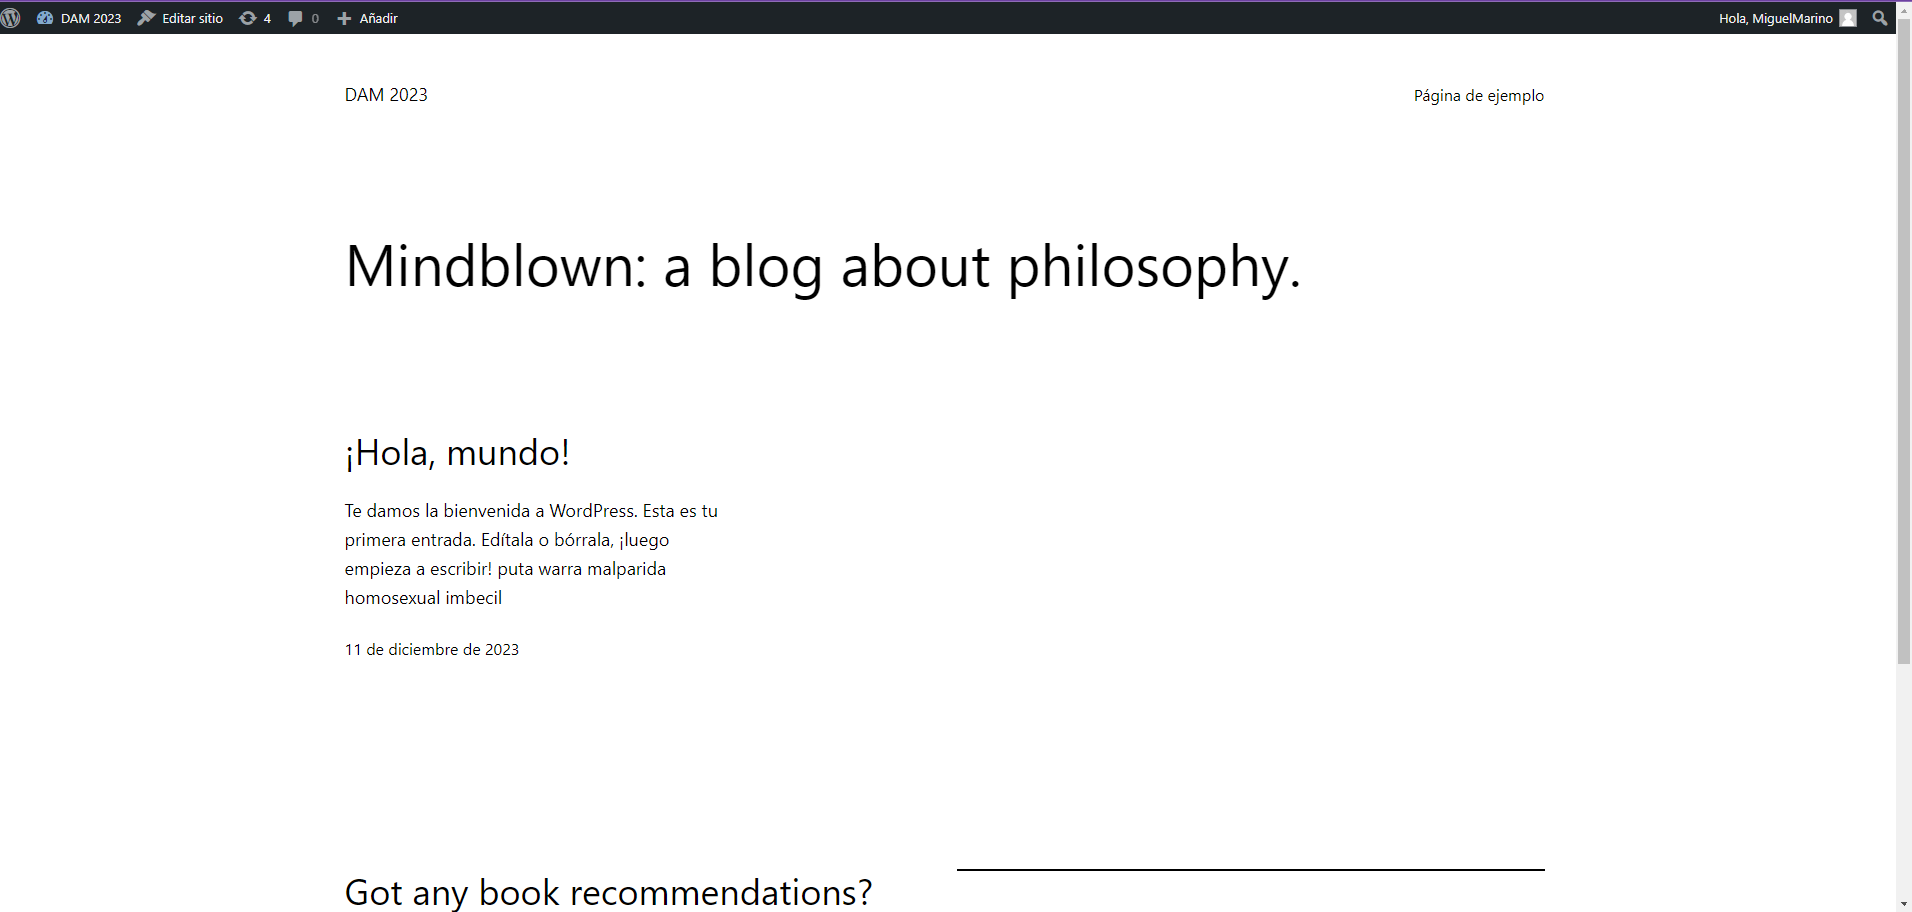 DAM 2023 Editar sitio 4 0 Añadir Hola, MiguelMarino
DAM 2023 Página de ejemplo
Mindblown: a blog about philosophy.
¡Hola, mundo!
Te damos la bienvenida a WordPress. Esta es tu
primera entrada. Edítala o bórrala, ¡luego
empieza a escribir! puta warra malparida
homosexual imbecil
11 de diciembre de 2023
Got any book recommendations?